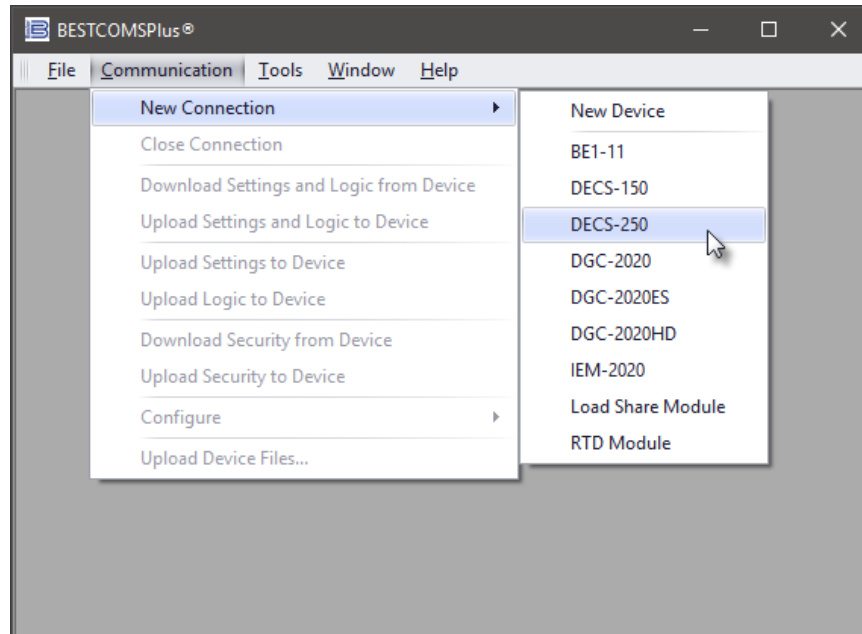 BESTCOMSPlus®
File Communication Tools Window Help
New Connection
Close Connection
Download Settings and Logic from Device
Upload Settings and Logic to Device
Upload Settings to Device
Upload Logic to Device
Download Security from Device
Upload Security to Device
Configure
Upload Device Files...
New Device
BE1-11
DECS-150
DECS-250
DGC-2020
DGC-2020ES
DGC-2020HD
IEM-2020
Load Share Module
RTD Module